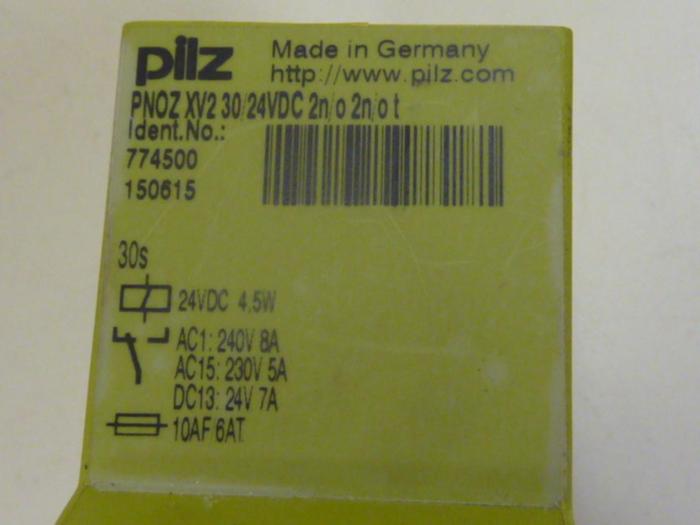 pilz
Made in Germany
http://www.pilz.com
PNOZ XV2 30/24VDC 2n/o 2n/o t
Ident.No.:
774500
150615
30s
24VDC 4,5W
AC1: 240V 8A
AC15: 230V 5A
DC13: 24V 7A
10AF 6AT